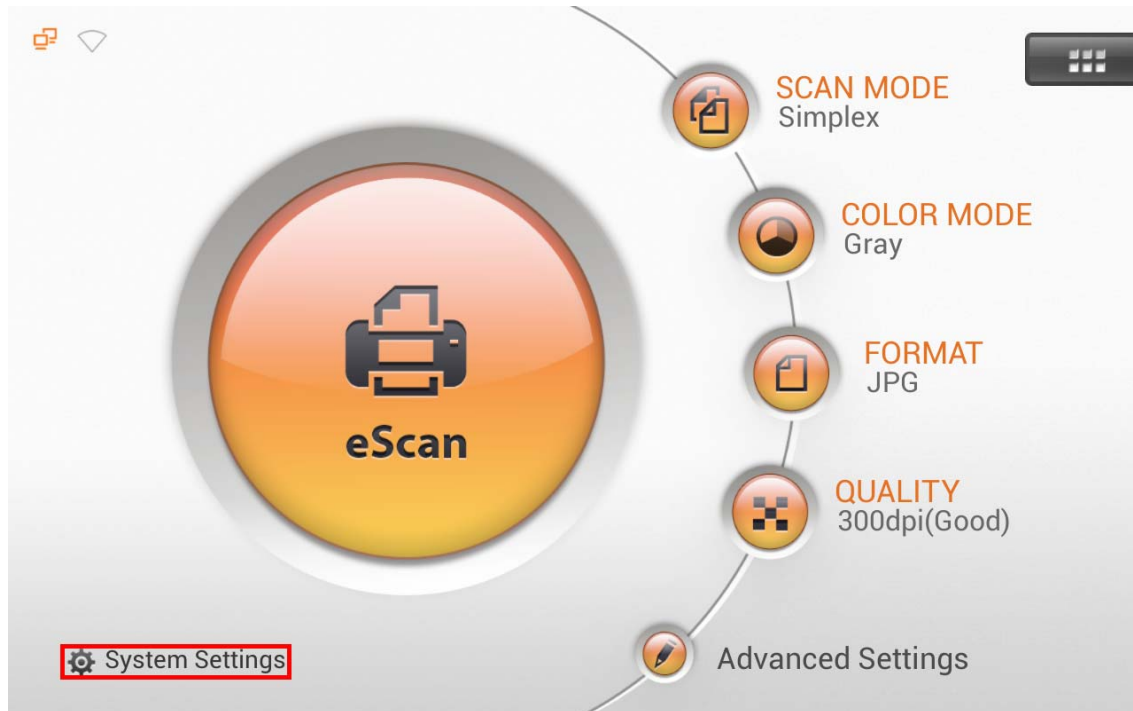 SCAN MODE
Simplex
COLOR MODE
Gray
FORMAT
JPG
eScan
QUALITY
300dpi(Good)
System Settings
Advanced Settings